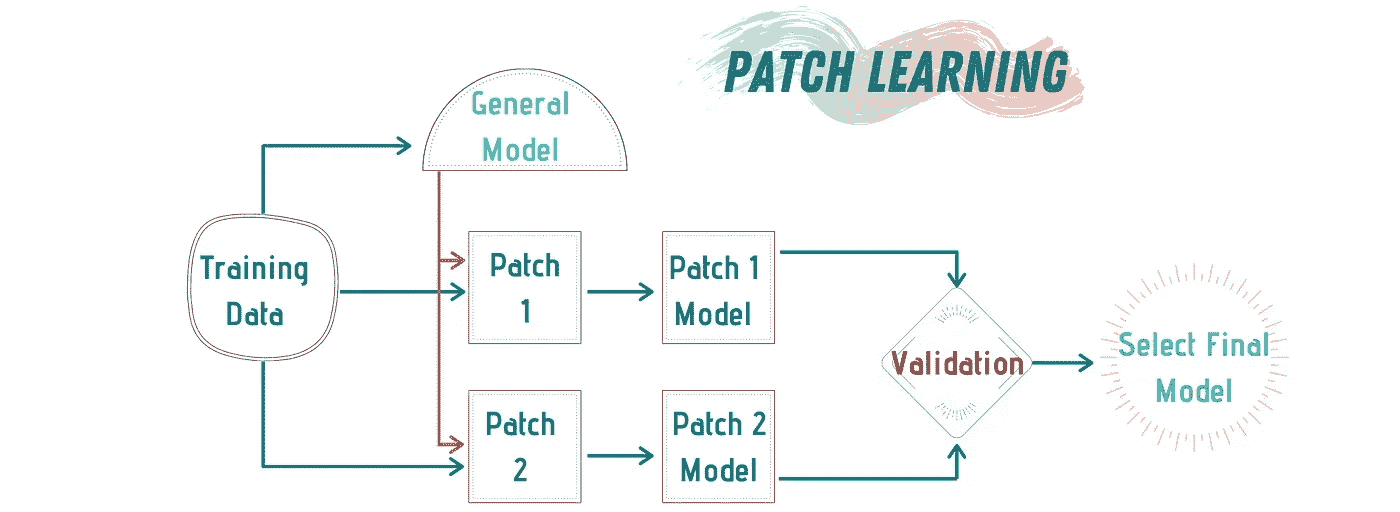 PATCH LEARNING
General
Model
Training
Data
Patch
1
Patch 1
Model
Patch
2
Patch 2
Model
Validation
Select Final
Model